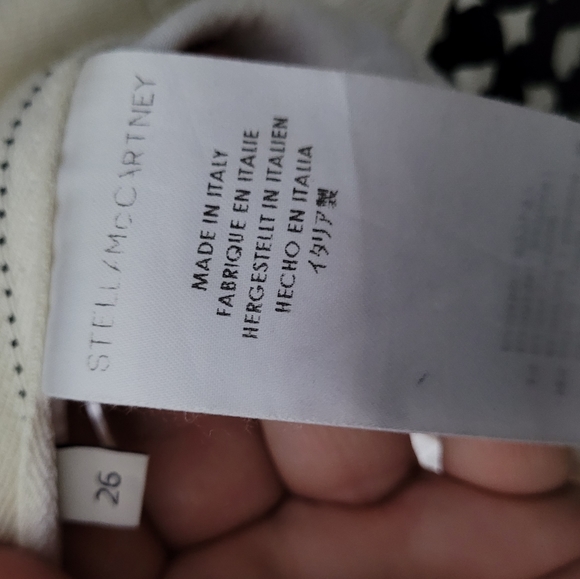 STELLA McCARTNEY
MADE IN ITALY
FABRIQUE EN ITALIE
HERGESTELLT IN ITALIEN
HECHO EN ITALIA
イタリア製
26